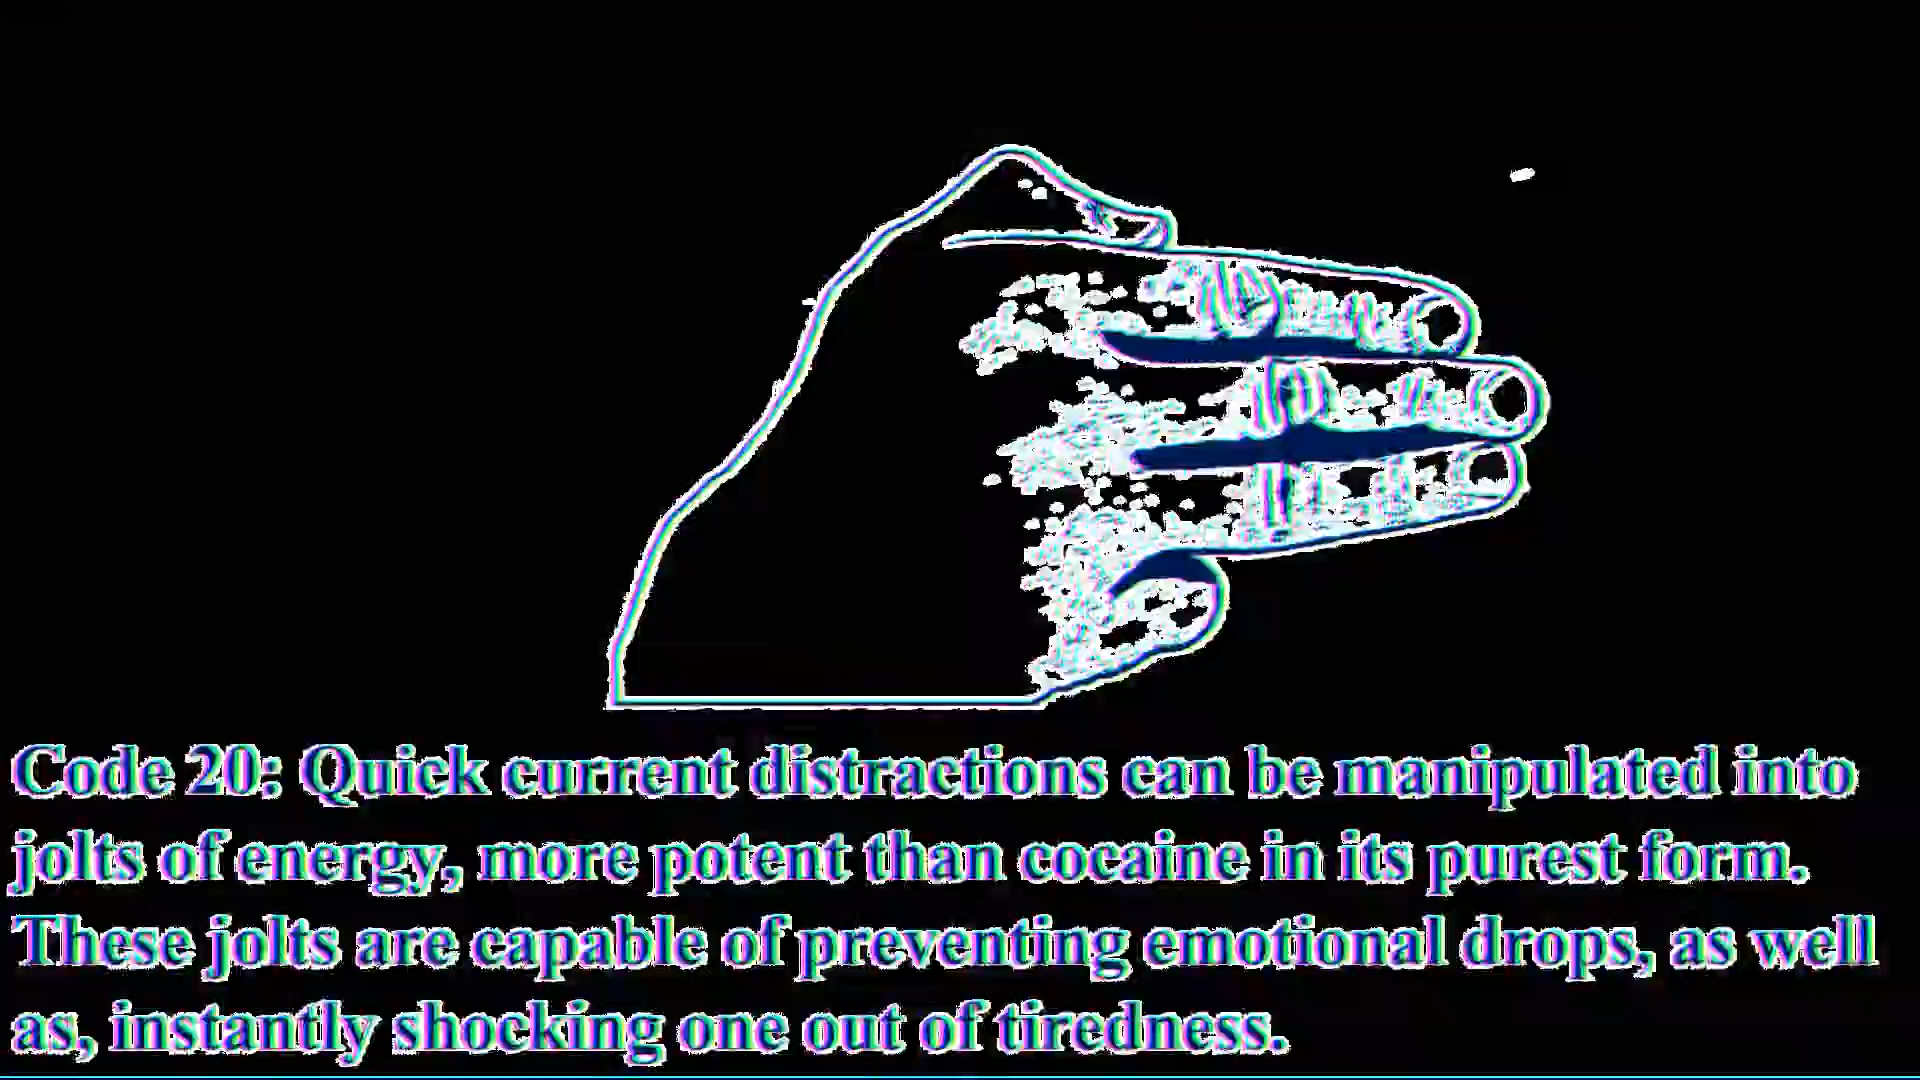 Code 20: Quick current distractions can be manipulated into
jolts of energy, more potent than cocaine in its purest form.
These jolts are capable of preventing emotional drops, as well
as, instantly shocking one out of tiredness.